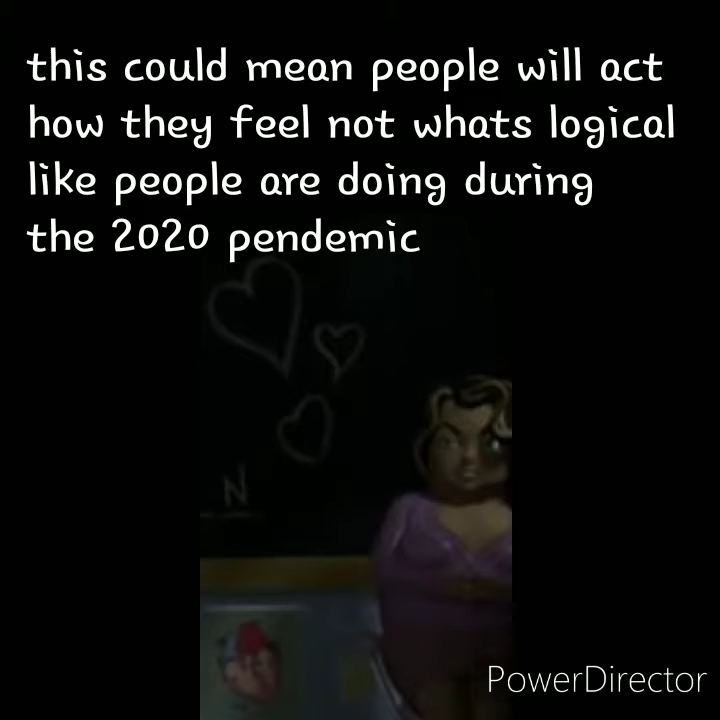 this could mean people will act
how they feel not whats logical
like people are doing during
the 2020 pendemic
N
PowerDirector